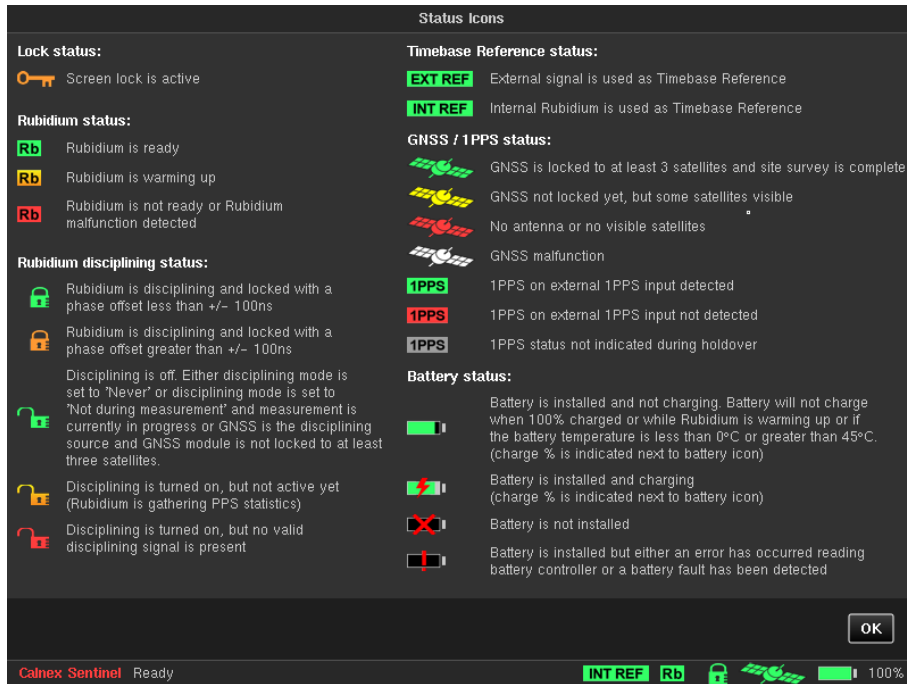 Status Icons
Lock status:
Screen lock is active
Rubidium status:
Rb Rubidium is ready
Rb Rubidium is warming up
Rb Rubidium is not ready or Rubidium
malfunction detected
Rubidium disciplining status:
Rubidium is disciplining and locked with a
phase offset less than +/- 100ns
Rubidium is disciplining and locked with a
phase offset greater than +/- 100ns
Disciplining is off. Either disciplining mode is
set to 'Never' or disciplining mode is set to
'Not during measurement' and measurement is
currently in progress or GNSS is the disciplining
source and GNSS module is not locked to at least
three satellites.
Disciplining is turned on, but not active yet
(Rubidium is gathering PPS statistics)
Disciplining is turned on, but no valid
disciplining signal is present
Timebase Reference status:
EXT REF External signal is used as Timebase Reference
INT REF Internal Rubidium is used as Timebase Reference
GNSS / 1PPS status:
GNSS is locked to at least 3 satellites and site survey is complete
GNSS not locked yet, but some satellites visible
No antenna or no visible satellites
GNSS malfunction
1PPS 1PPS on external 1PPS input detected
1PPS 1PPS on external 1PPS input not detected
1PPS 1PPS status not indicated during holdover
Battery status:
Battery is installed and not charging. Battery will not charge
when 100% charged or while Rubidium is warming up or if
the battery temperature is less than 0°C or greater than 45°C.
(charge % is indicated next to battery icon)
Battery is installed and charging
(charge % is indicated next to battery icon)
Battery is not installed
Battery is installed but either an error has occurred reading
battery controller or a battery fault has been detected
OK
Calnex Sentinel Ready INT REF Rb 100%